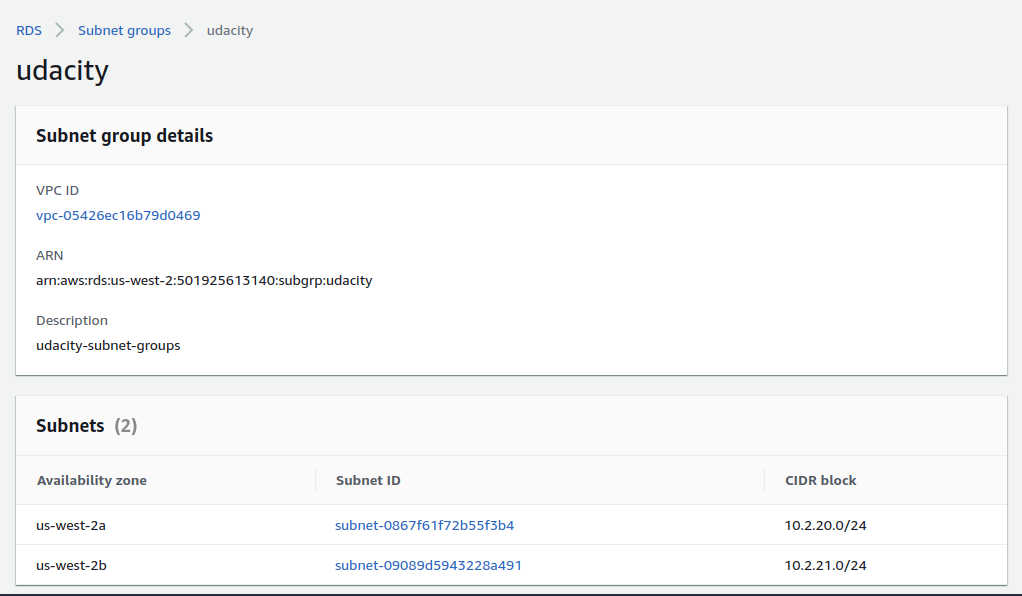 RDS > Subnet groups > udacity
udacity
Subnet group details
VPC ID
vpc-05426ec16b79d0469
ARN
arn:aws:rds:us-west-2:501925613140:subgrp:udacity
Description
udacity-subnet-groups
Subnets (2)
Availability zone Subnet ID CIDR block
us-west-2a subnet-0867f61f72b55f3b4 10.2.20.0/24
us-west-2b subnet-09089d5943228a491 10.2.21.0/24